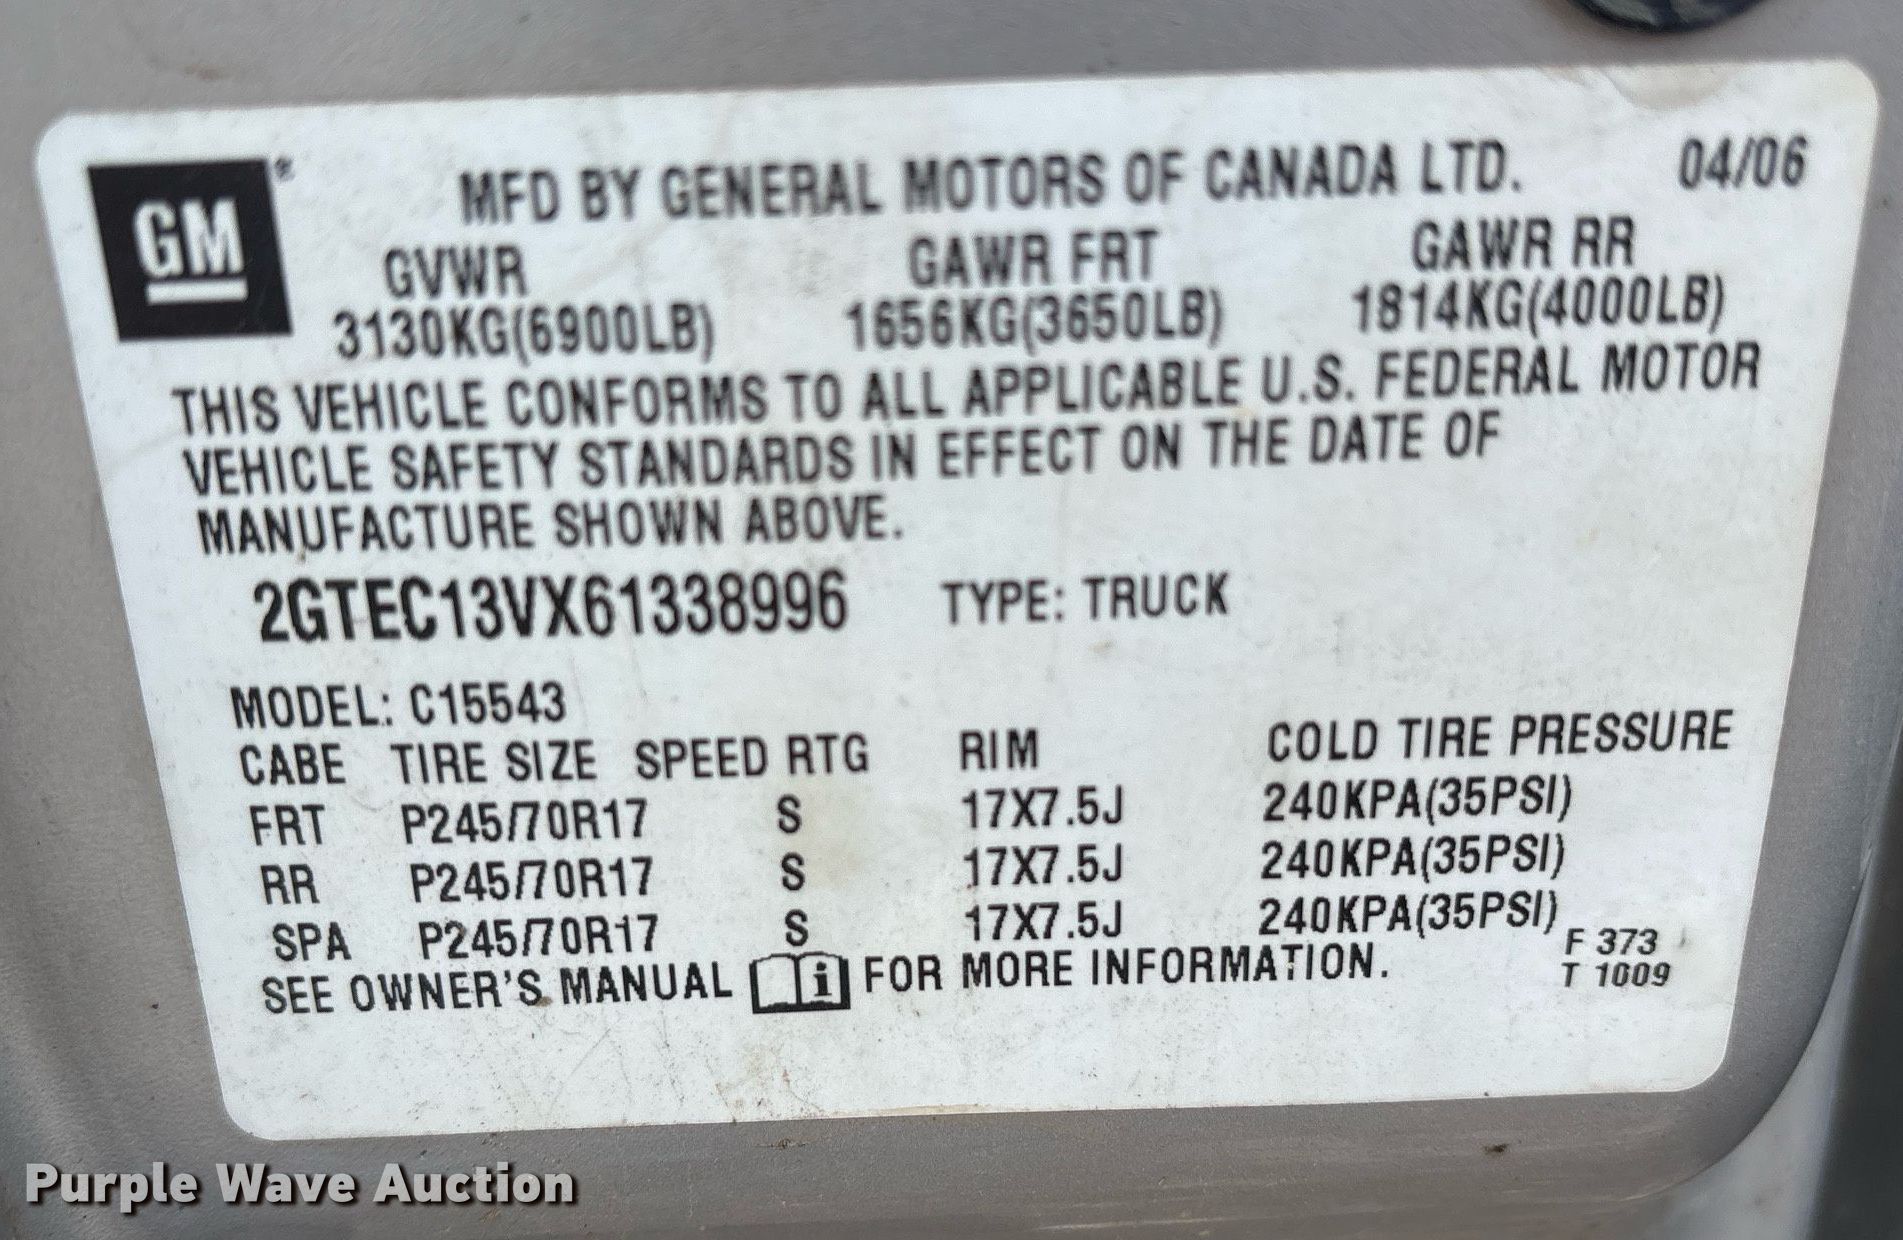 GM®
MFD BY GENERAL MOTORS OF CANADA LTD. 04/06
GVWR GAWR FRT GAWR RR
3130KG(6900LB) 1656KG(3650LB) 1814KG(4000LB)
THIS VEHICLE CONFORMS TO ALL APPLICABLE U.S. FEDERAL MOTOR
VEHICLE SAFETY STANDARDS IN EFFECT ON THE DATE OF
MANUFACTURE SHOWN ABOVE.
2GTEC13VX61338996 TYPE: TRUCK
MODEL: C15543
CABE TIRE SIZE SPEED RTG RIM COLD TIRE PRESSURE
FRT P245/70R17 S 17X7.5J 240KPA(35PSI)
RR P245/70R17 S 17X7.5J 240KPA(35PSI)
SPA P245/70R17 S 17X7.5J 240KPA(35PSI)
SEE OWNER'S MANUAL i FOR MORE INFORMATION.
F 373
T 1009
Purple Wave Auction